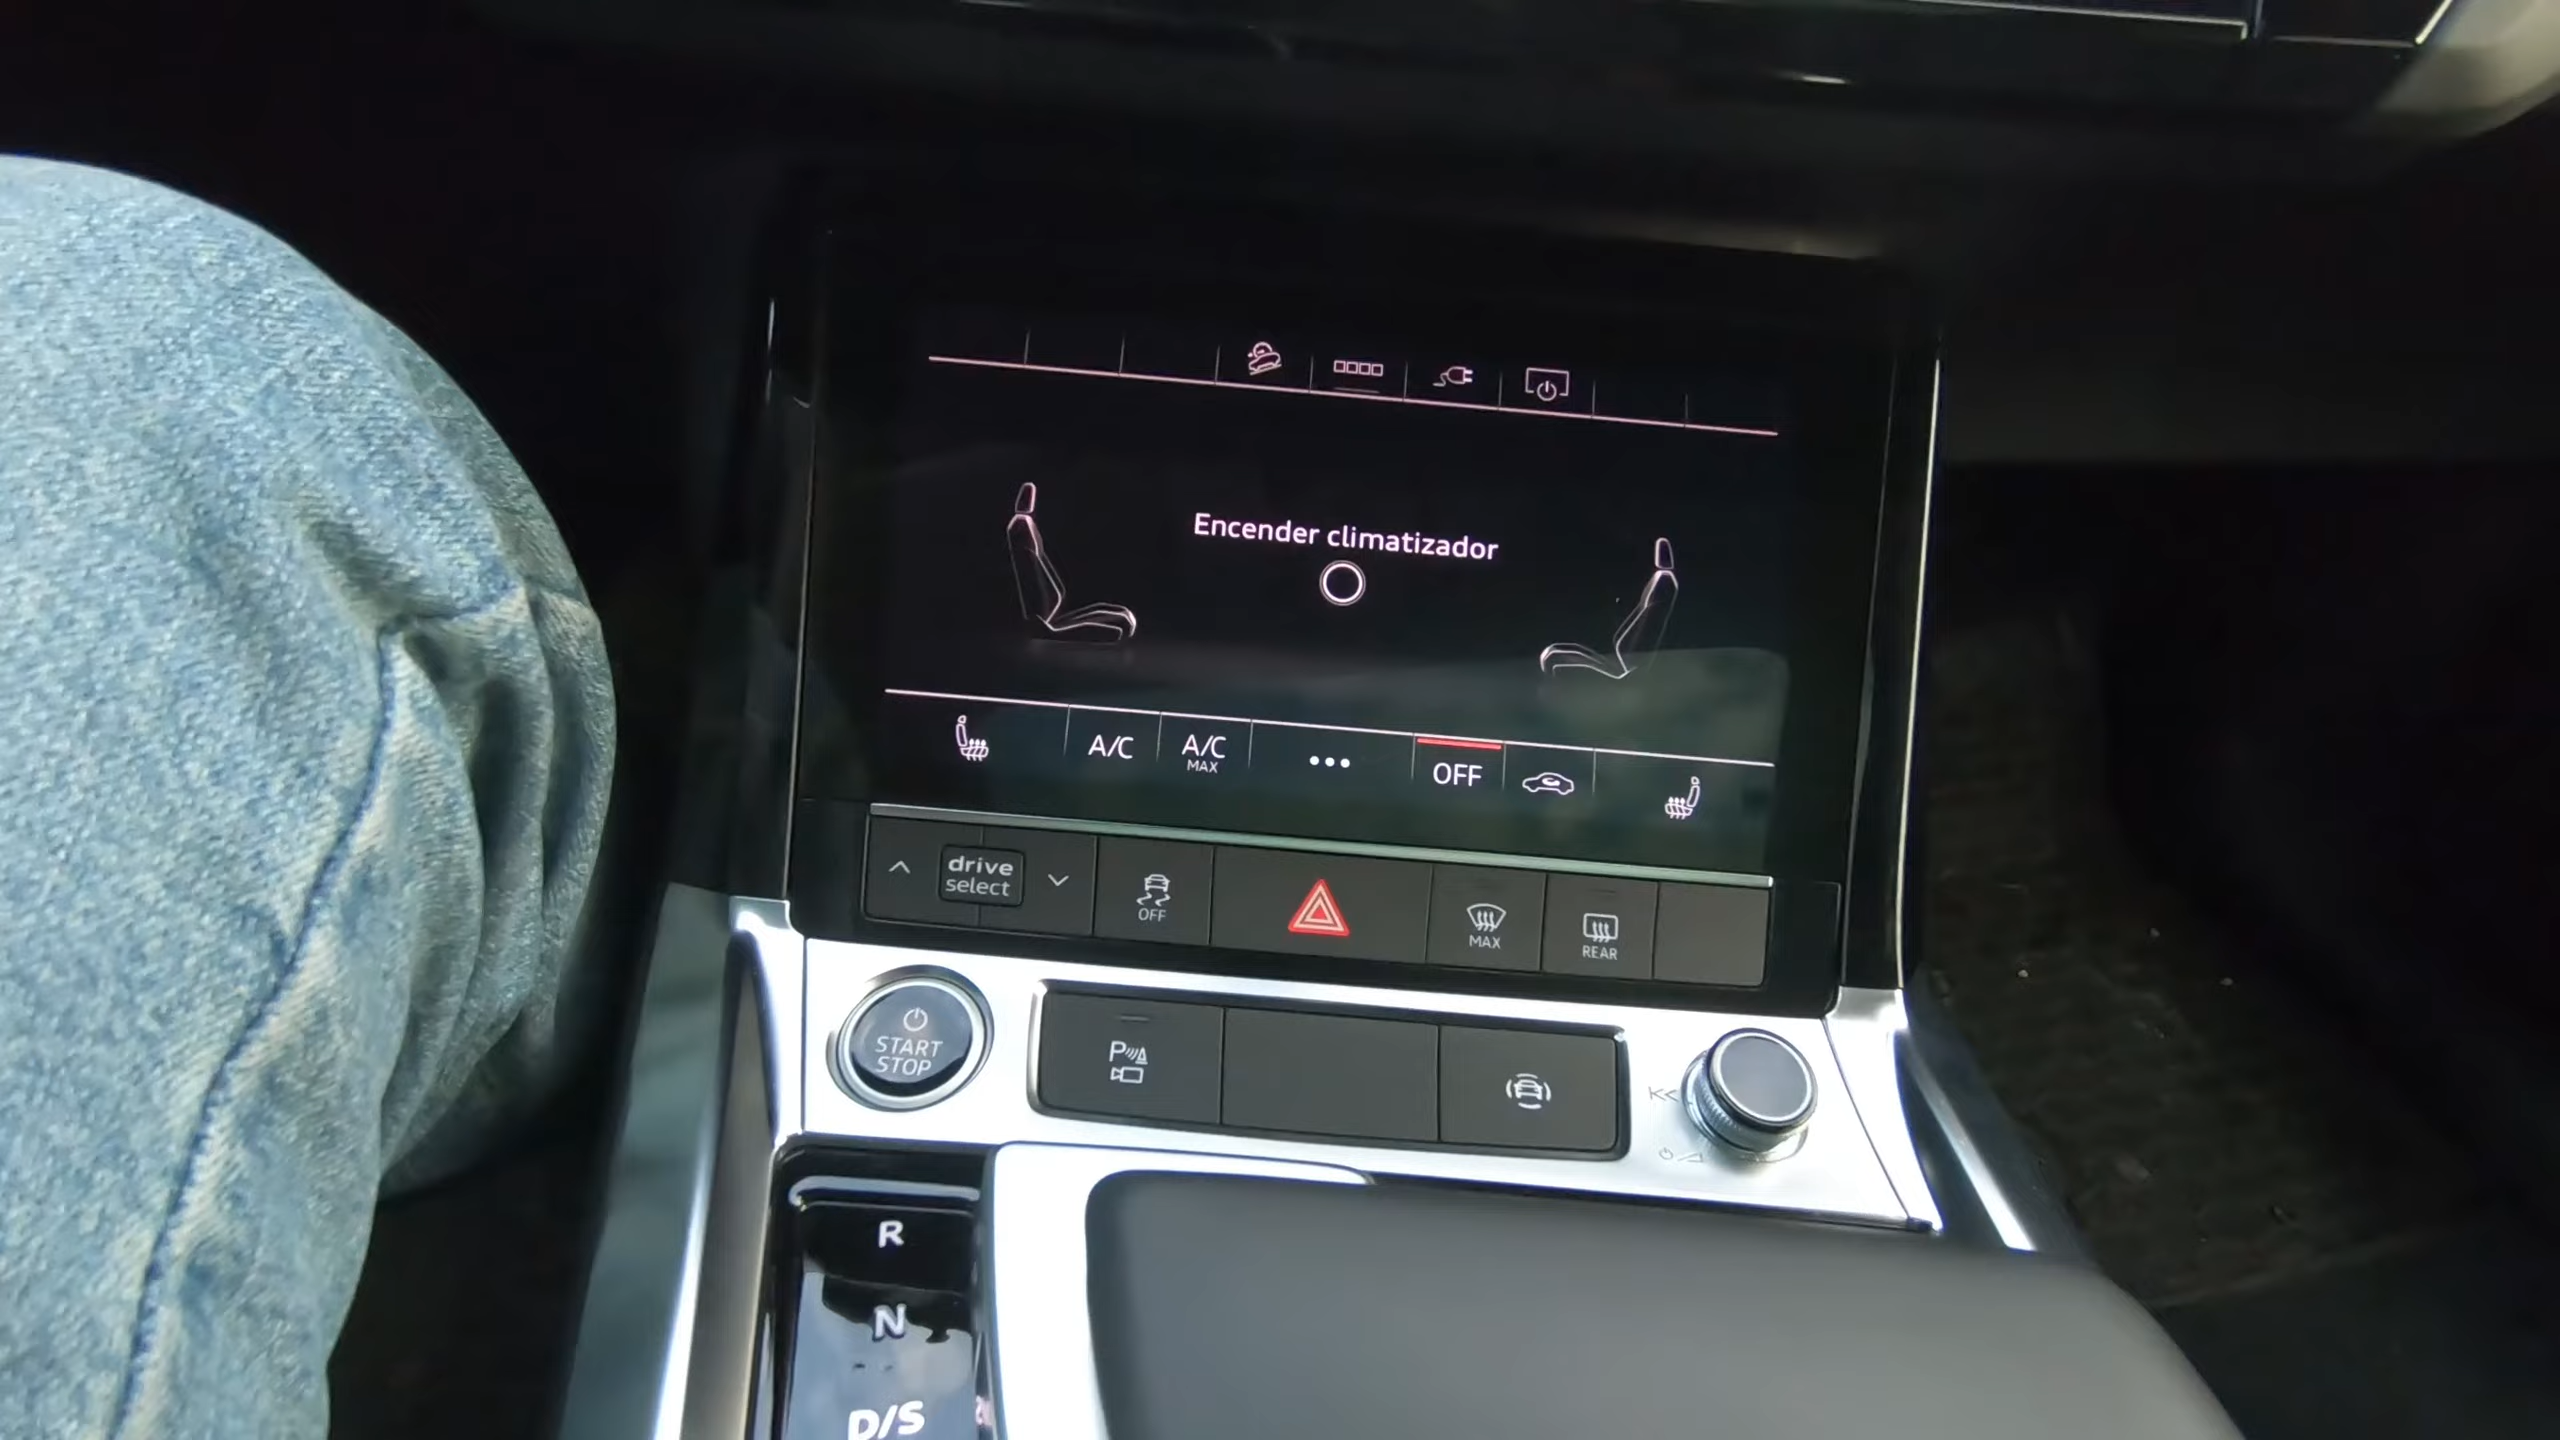 Encender climatizador
A/C
A/C
MAX
OFF
drive
select
OFF
MAX
REAR
START
STOP
P
R
N
D/S